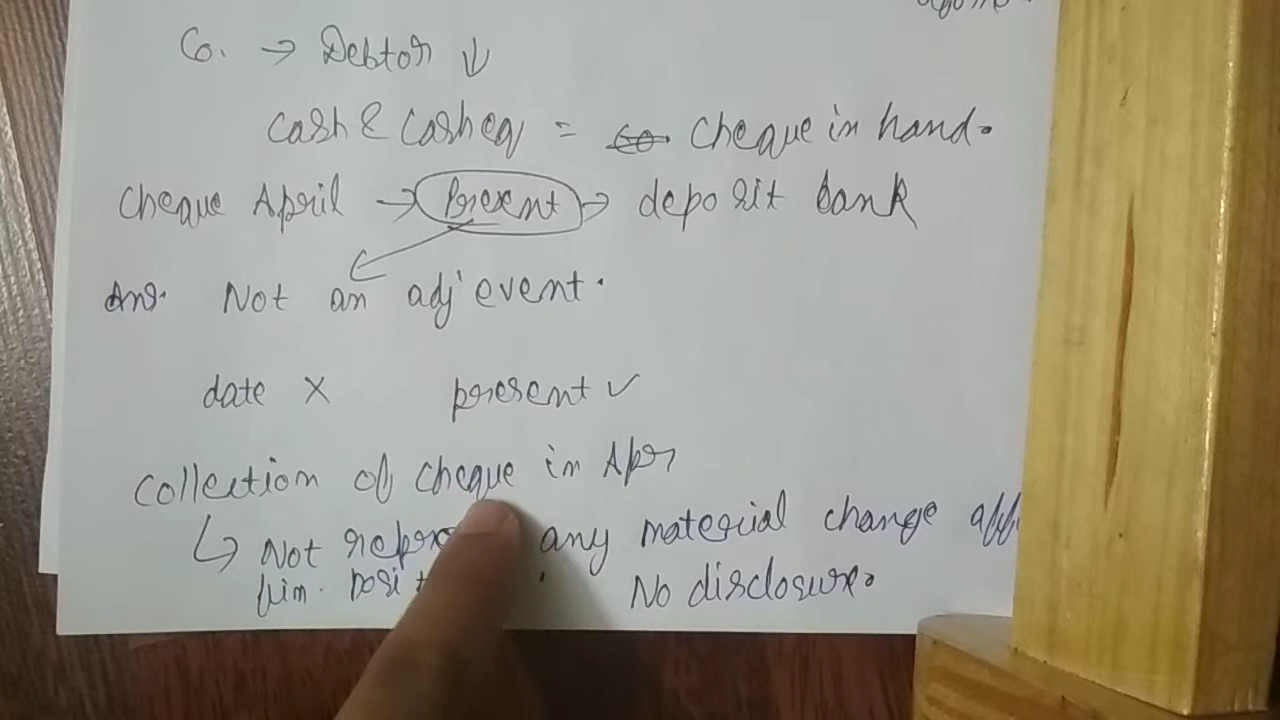 Co. → Debtor ↓
Cash & Cash eq = Cheque in hand.
Cheque April → Present → deposit bank
Ans. Not an adj event.
date × present ✓
Collection of cheque in Apr
↳ Not any material change
fin. No disclosure.